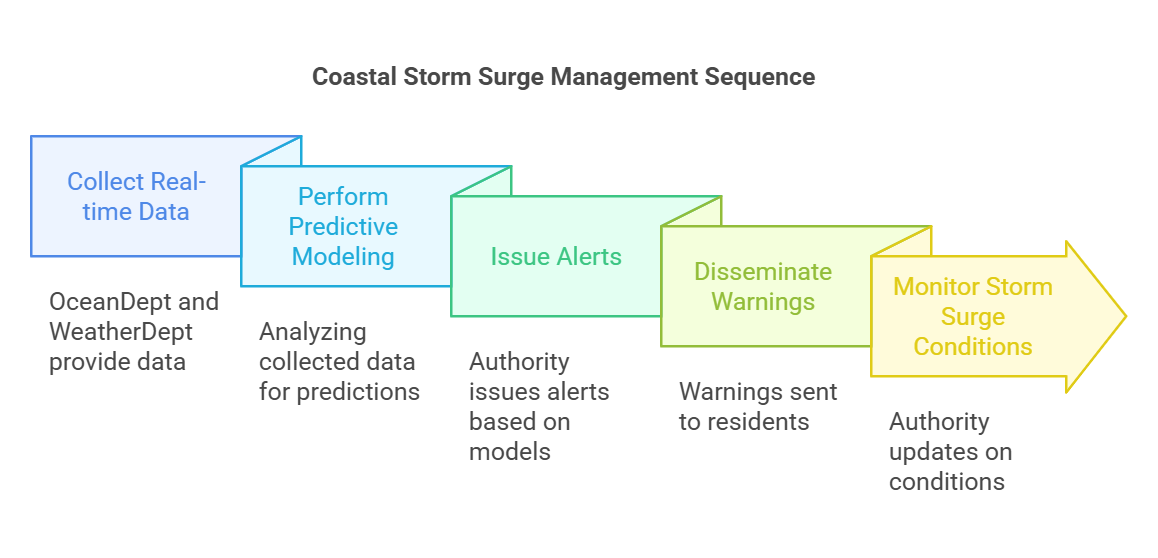 Coastal Storm Surge Management Sequence
Collect Real-
time Data
OceanDept and
WeatherDept
provide data
Perform
Predictive
Modeling
Analyzing
collected data
for predictions
Issue Alerts
Authority
issues alerts
based on
models
Disseminate
Warnings
Warnings sent
to residents
Monitor Storm
Surge
Conditions
Authority
updates on
conditions